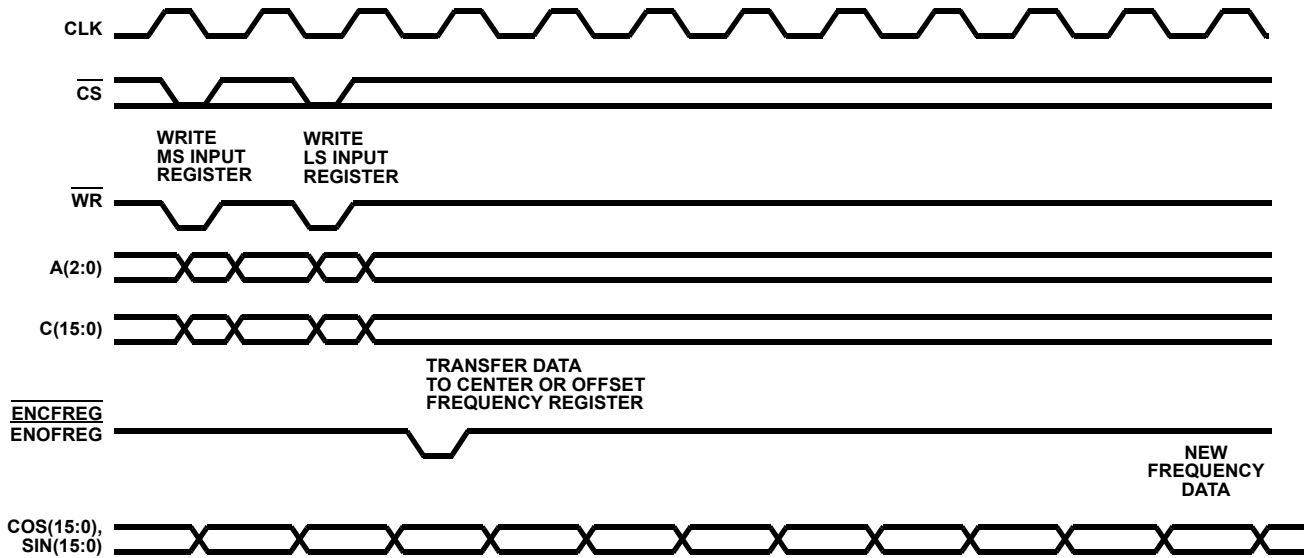 CLK
CS
WRITE
MS INPUT
REGISTER
WRITE
LS INPUT
REGISTER
WR
A(2:0)
C(15:0)
TRANSFER DATA
TO CENTER OR OFFSET
FREQUENCY REGISTER
ENCFREG
ENOFREG
NEW
FREQUENCY
DATA
COS(15:0),
SIN(15:0)